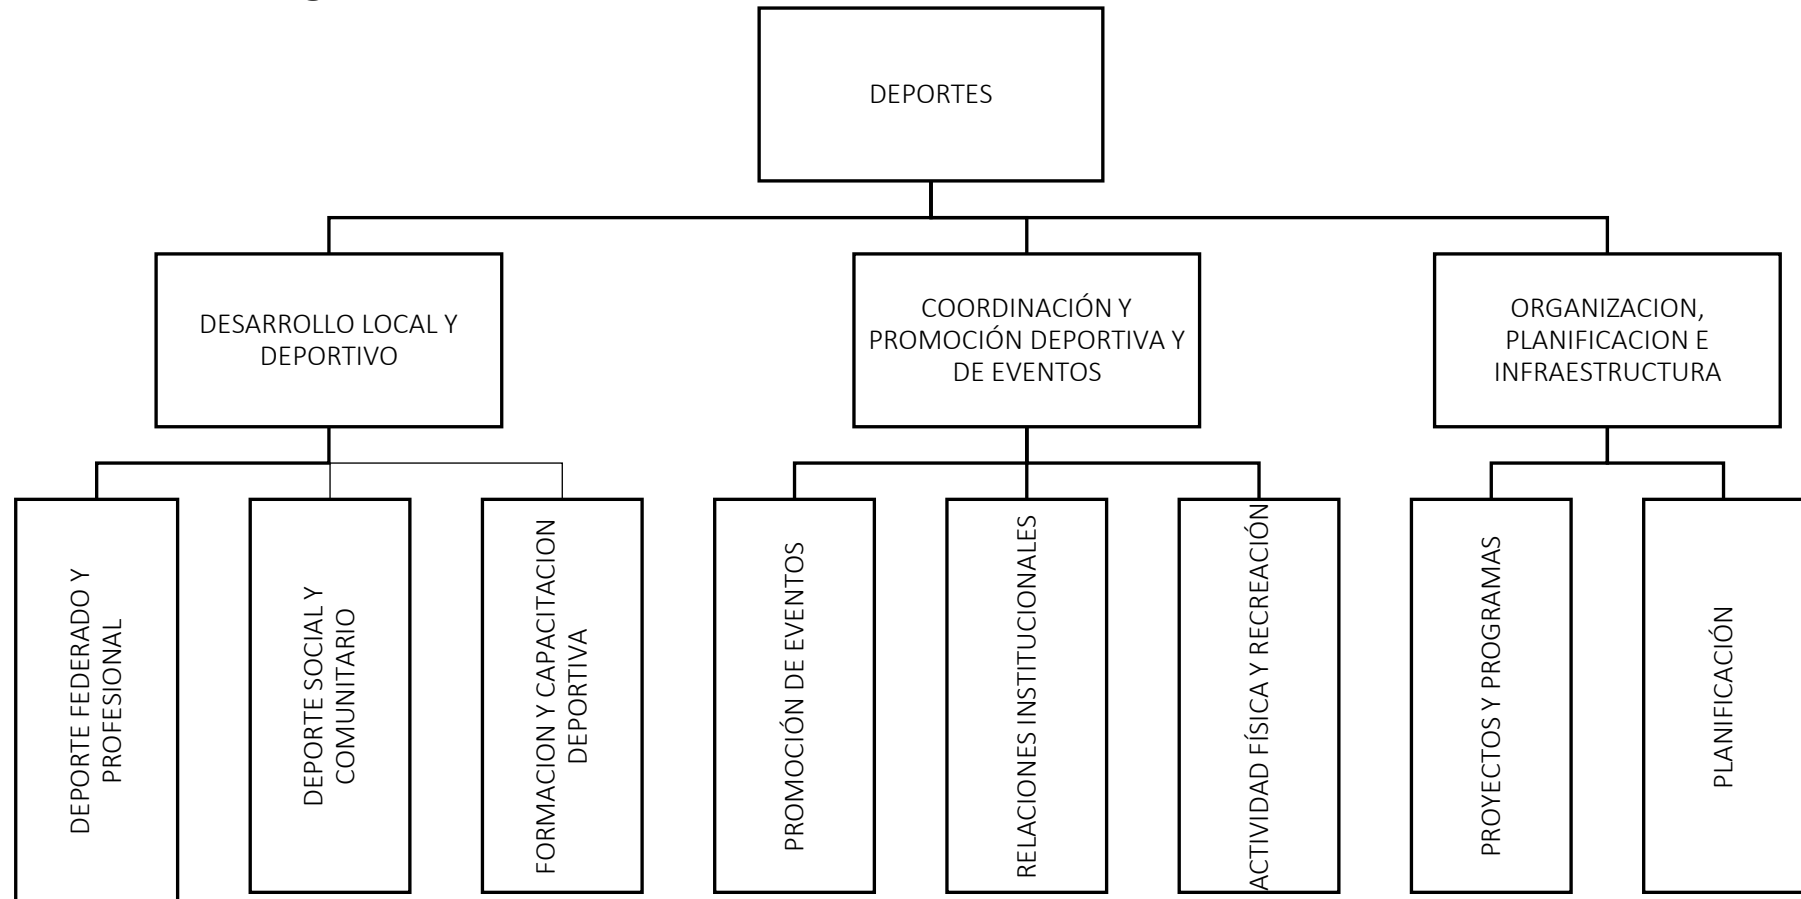 DEPORTES
DESARROLLO LOCAL Y
DEPORTIVO
COORDINACIÓN Y
PROMOCIÓN DEPORTIVA Y
DE EVENTOS
ORGANIZACION,
PLANIFICACION E
INFRAESTRUCTURA
DEPORTE FEDERADO Y
PROFESIONAL
DEPORTE SOCIAL Y
COMUNITARIO
FORMACION Y CAPACITACION
DEPORTIVA
PROMOCIÓN DE EVENTOS
RELACIONES INSTITUCIONALES
ACTIVIDAD FÍSICA Y RECREACIÓN
PROYECTOS Y PROGRAMAS
PLANIFICACIÓN